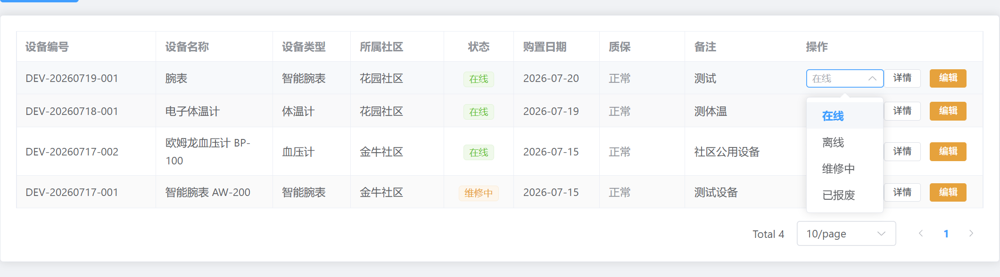 设备编号 设备名称 设备类型 所属社区 状态 购置日期 质保 备注 操作
DEV-20260719-001 腕表 智能腕表 花园社区 在线 2026-07-20 正常 测试 在线 详情 编辑
DEV-20260718-001 电子体温计 体温计 花园社区 在线 2026-07-19 正常 测体温 详情 编辑
DEV-20260717-002 欧姆龙血压计 BP-
100 血压计 金牛社区 在线 2026-07-15 正常 社区公用设备 详情 编辑
DEV-20260717-001 智能腕表 AW-200 智能腕表 金牛社区 维修中 2026-07-15 正常 测试设备 详情 编辑
在线
离线
维修中
已报废
Total 4 10/page 1